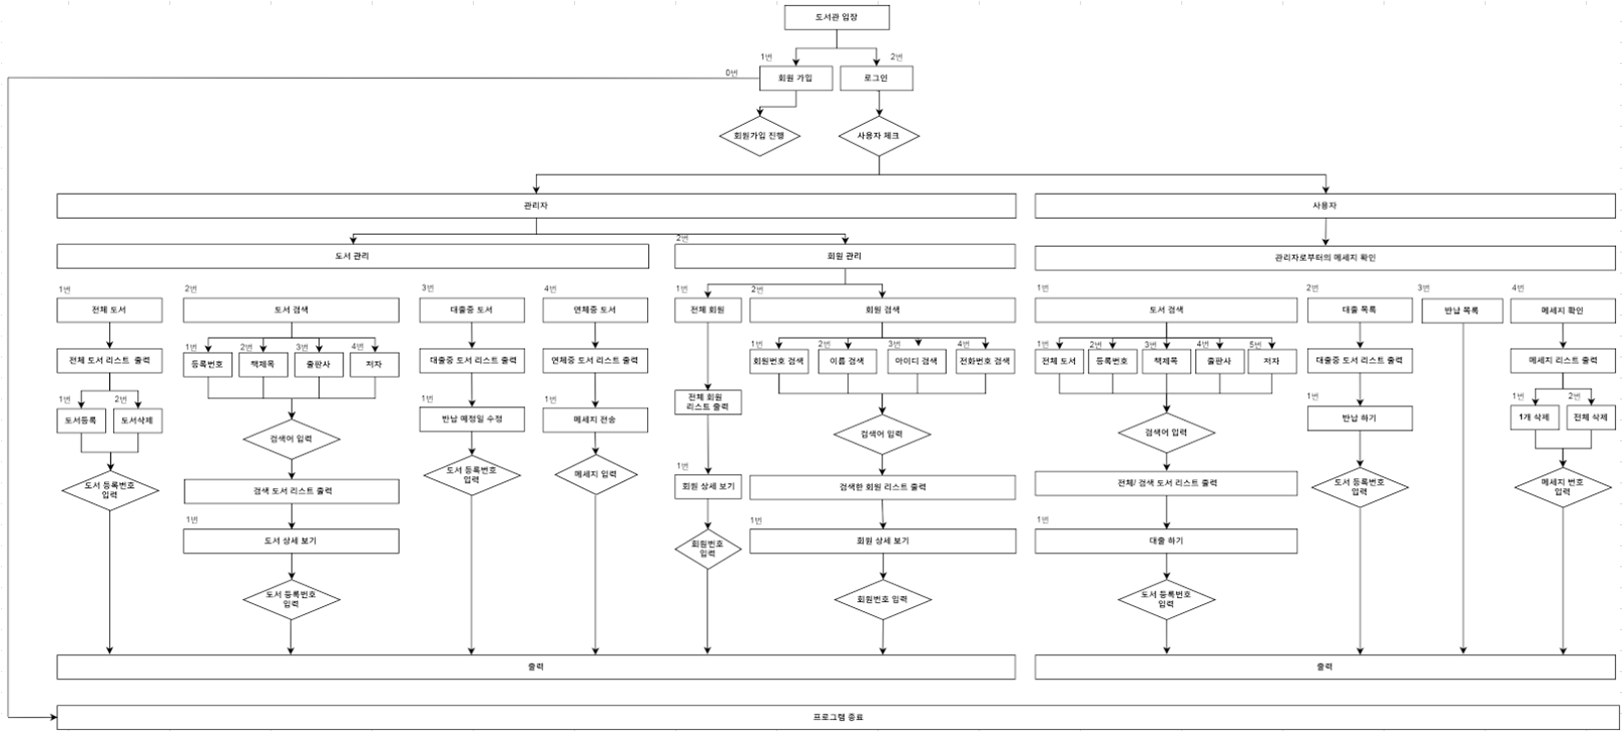 도서관 입장
1번
2번
0번
회원 가입
로그인
회원가입 진행
사용자 체크
관리자
사용자
2번
도서 관리
회원 관리
관리자로부터의 메세지 확인
1번
2번
3번
4번
1번
2번
1번
2번
3번
4번
전체 도서
도서 검색
대출중 도서
연체중 도서
전체 회원
회원 검색
도서 검색
대출 목록
반납 목록
메세지 확인
1번
2번
3번
4번
1번
2번
3번
4번
1번
2번
3번
4번
5번
전체 도서 리스트 출력
등록번호
책제목
출판사
저자
대출중 도서 리스트 출력
연체중 도서 리스트 출력
회원번호 검색
이름 검색
아이디 검색
전화번호 검색
전체 도서
등록번호
책제목
출판사
저자
대출중 도서 리스트 출력
메세지 리스트 출력
1번
2번
1번
1번
1번
1번
2번
도서등록
도서삭제
반납 예정일 수정
메세지 전송
전체 회원
리스트 출력
반납 하기
1개 삭제
전체 삭제
검색어 입력
컴색어 입력
검색어 입력
도서 등록번호
입력
도서 등록번호
입력
메세지 입력
1번
회원 상세 보기
검색한 회원 리스트 출력
전체/ 검색 도서 리스트 출력
도서 등록번호
입력
메세지 번호
입력
검색 도서 리스트 출력
1번
도서 상세 보기
회원번호
입력
1번
회원 상세 보기
1번
대출 하기
도서 등록번호
입력
회원번호 입력
도서 등록번호
입력
출력
출력
프로그램 종료